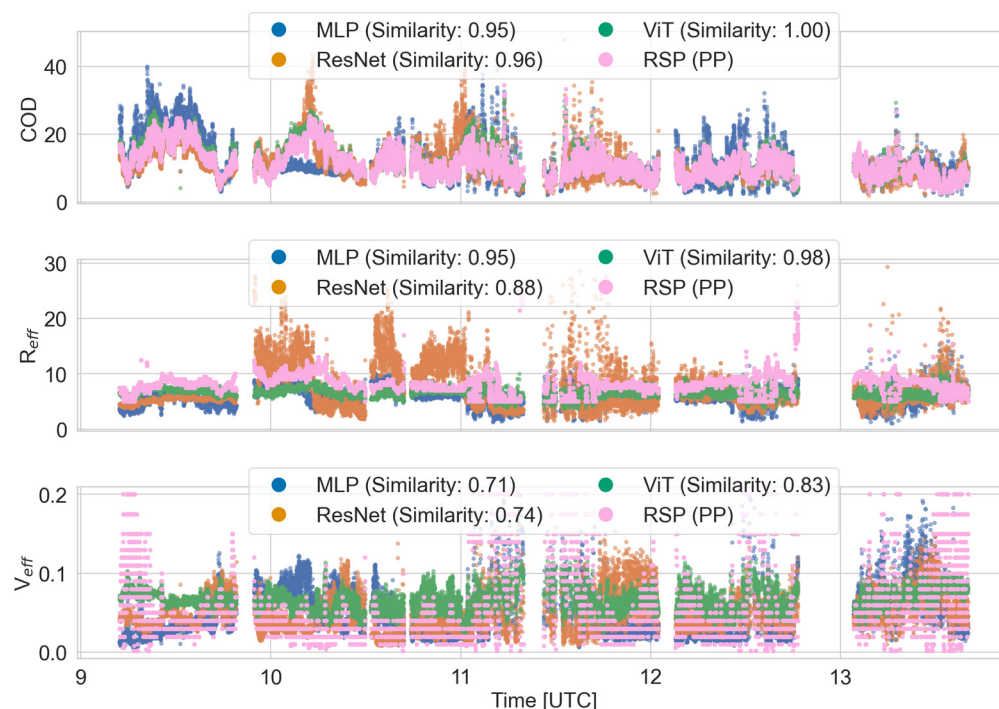 MLP (Similarity: 0.95) ViT (Similarity: 1.00)
ResNet (Similarity: 0.96) RSP (PP)
COD
40
20
0
MLP (Similarity: 0.95) ViT (Similarity: 0.98)
ResNet (Similarity: 0.88) RSP (PP)
Reff
30
20
10
0
MLP (Similarity: 0.71) ViT (Similarity: 0.83)
ResNet (Similarity: 0.74) RSP (PP)
Veff
0.2
0.1
0.0
9 10 11 12 13
Time [UTC]